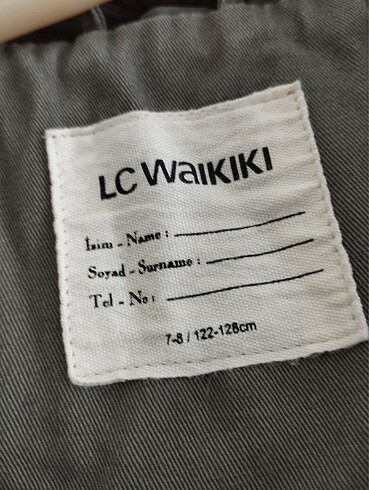 LC WAIKIKI
İsim - Name :
Soyad - Surname :
Tel - No :
7-8 / 122-128cm